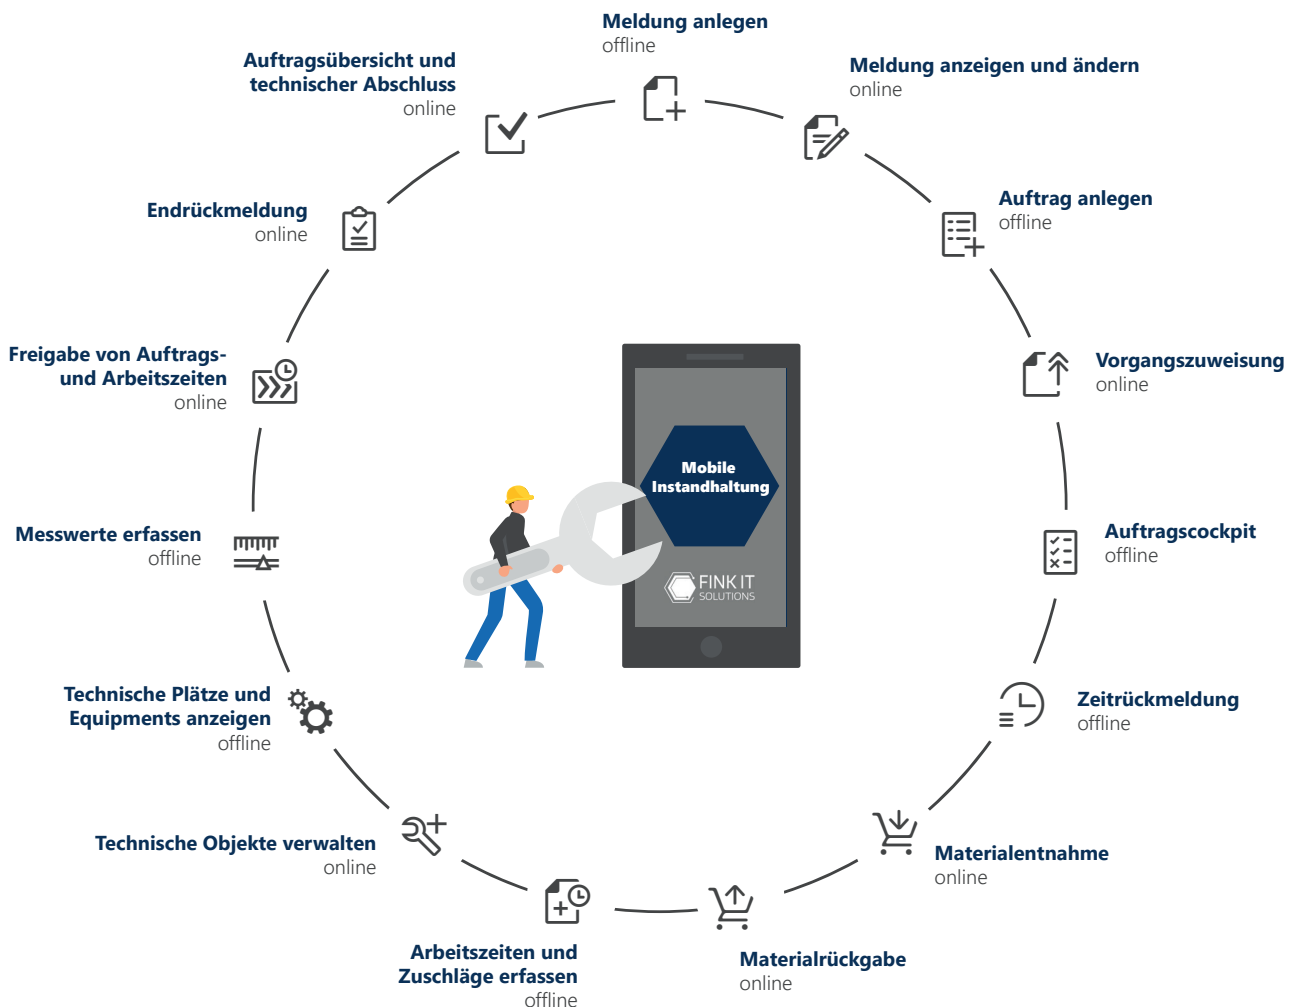 Meldung anlegen
offline
Meldung anzeigen und ändern
online
Auftrag anlegen
offline
Vorgangszuweisung
online
Auftragscockpit
offline
Zeitrückmeldung
offline
Materialentnahme
online
Materialrückgabe
online
Arbeitszeiten und
Zuschläge erfassen
offline
Technische Objekte verwalten
online
Technische Plätze und
Equipments anzeigen
offline
Messwerte erfassen
offline
Freigabe von Auftrags-
und Arbeitszeiten
online
Endrückmeldung
online
Auftragsübersicht und
technischer Abschluss
online
Mobile
Instandhaltung
FINK IT
SOLUTIONS